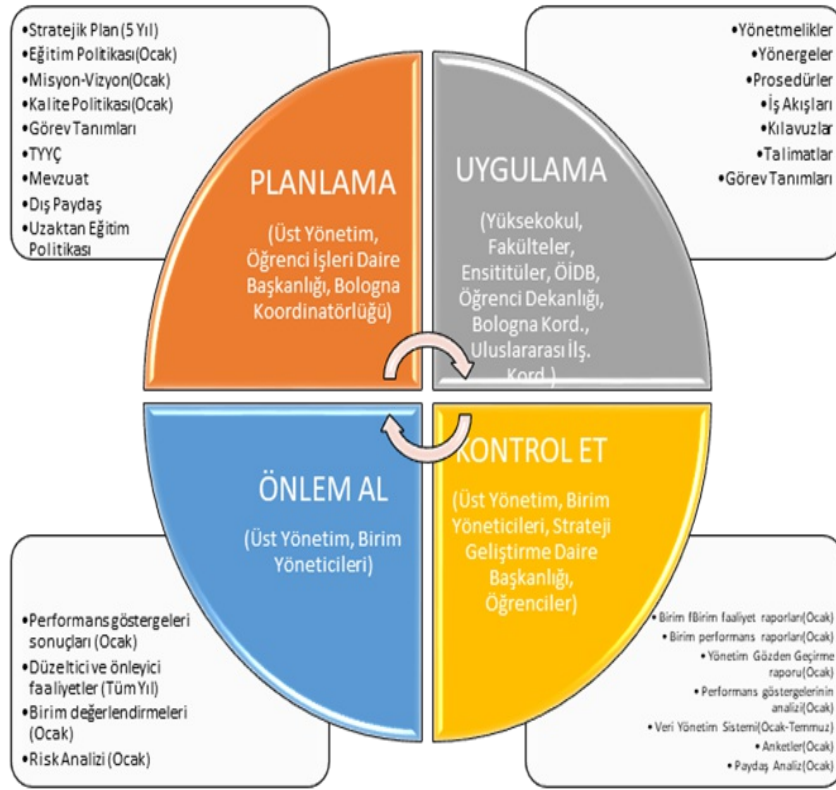 •Stratejik Plan (5 Yıl)
•Eğitim Politikası(Ocak)
•Misyon-Vizyon(Ocak)
•Kalite Politikası(Ocak)
•Görev Tanımları
•TYYÇ
•Mevzuat
•Dış Paydaş
•Uzaktan Eğitim
Politikası
•Yönetmelikler
•Yönergeler
•Prosedürler
•İş Akışları
•Kılavuzlar
•Talimatlar
•Görev Tanımları
PLANLAMA
(Üst Yönetim,
Öğrenci İşleri Daire
Başkanlığı, Bologna
Koordinatörlüğü)
UYGULAMA
(Yüksekokul,
Fakülteler,
Ensititüler, ÖİDB,
Öğrenci Dekanlığı,
Bologna Kord.,
Uluslararası İlş.
Kord.)
ÖNLEM AL
(Üst Yönetim, Birim
Yöneticileri)
KONTROL ET
(Üst Yönetim, Birim
Yöneticileri, Strateji
Geliştirme Daire
Başkanlığı,
Öğrenciler)
•Performans göstergeleri
sonuçları (Ocak)
•Düzeltici ve önleyici
faaliyetler (Tüm Yıl)
•Birim değerlendirmeleri
(Ocak)
•Risk Analizi (Ocak)
• Birim fBirim faaliyet raporları(Ocak)
• Birim performans raporları(Ocak)
• Yönetim Gözden Geçirme
raporu(Ocak)
• Performans göstergelerinin
analizi(Ocak)
• Veri Yönetim Sistemi(Ocak-Temmuz)
• Anketler(Ocak)
• Paydaş Analiz(Ocak)